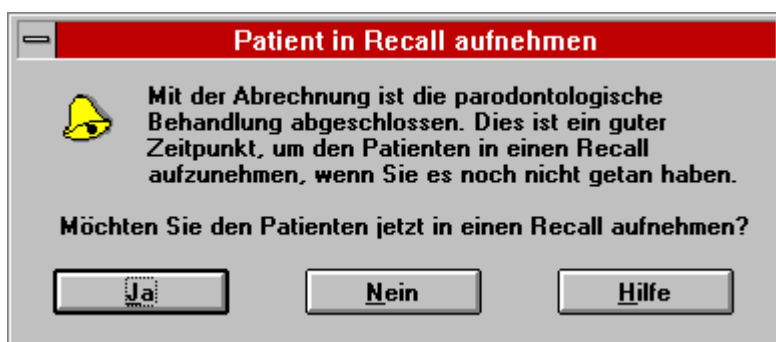 Patient in Recall aufnehmen
Mit der Abrechnung ist die parodontologische
Behandlung abgeschlossen. Dies ist ein guter
Zeitpunkt, um den Patienten in einen Recall
aufzunehmen, wenn Sie es noch nicht getan haben.
Möchten Sie den Patienten jetzt in einen Recall aufnehmen?
Ja Nein Hilfe